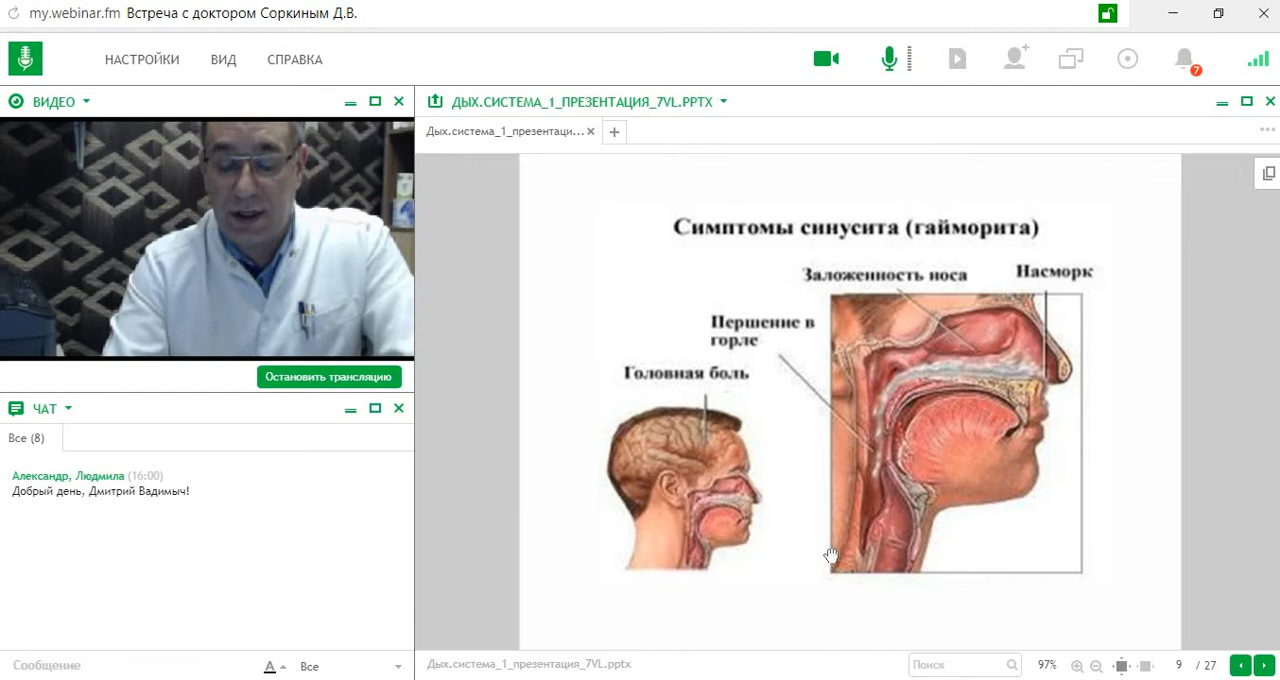 my.webinar.fm Встреча с доктором Соркиным Д.В.
НАСТРОЙКИ ВИД СПРАВКА
7
ВИДЕО
Остановить трансляцию
ЧАТ
Все (8)
Александр, Людмила (16:00)
Добрый день, Дмитрий Вадимыч!
Сообщение
A
Все
ДЫХ.СИСТЕМА_1_ПРЕЗЕНТАЦИЯ_7VL.PPTX
Дых.система_1_презентаци...
Симптомы синусита (гайморита)
Заложенность носа
Насморк
Першение в
горле
Головная боль
Дых.система_1_презентация_7VL.pptx
Поиск
97%
9 / 27